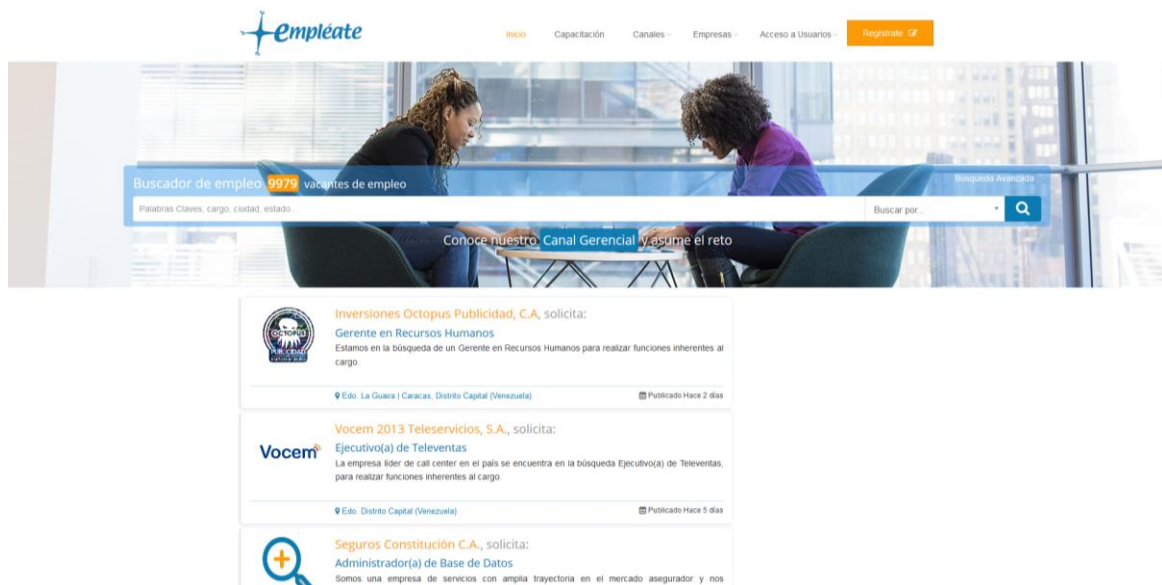 empléate
Inicio
Capacitación
Canales
Empresas
Acceso a Usuarios
Regístrate
Buscador de empleo 9979 vacantes de empleo
Búsqueda Avanzada
Palabras Claves, cargo, ciudad, estado
Buscar por...
Conoce nuestro Canal Gerencial y asume el reto
OCTOPUS
PUBLICIDAD
Inversiones Octopus Publicidad, C.A, solicita:
Gerente en Recursos Humanos
Estamos en la búsqueda de un Gerente en Recursos Humanos para realizar funciones inherentes al
cargo.
Edo. La Guaira | Caracas, Distrito Capital (Venezuela)
Publicado Hace 2 días
Vocem
Vocem 2013 Teleservicios, S.A., solicita:
Ejecutivo(a) de Televentas
La empresa líder de call center en el país se encuentra en la búsqueda Ejecutivo(a) de Televentas,
para realizar funciones inherentes al cargo.
Edo. Distrito Capital (Venezuela)
Publicado Hace 5 días
Seguros Constitución C.A., solicita:
Administrador(a) de Base de Datos
Somos una empresa de servicios con amplia trayectoria en el mercado asegurador y nos